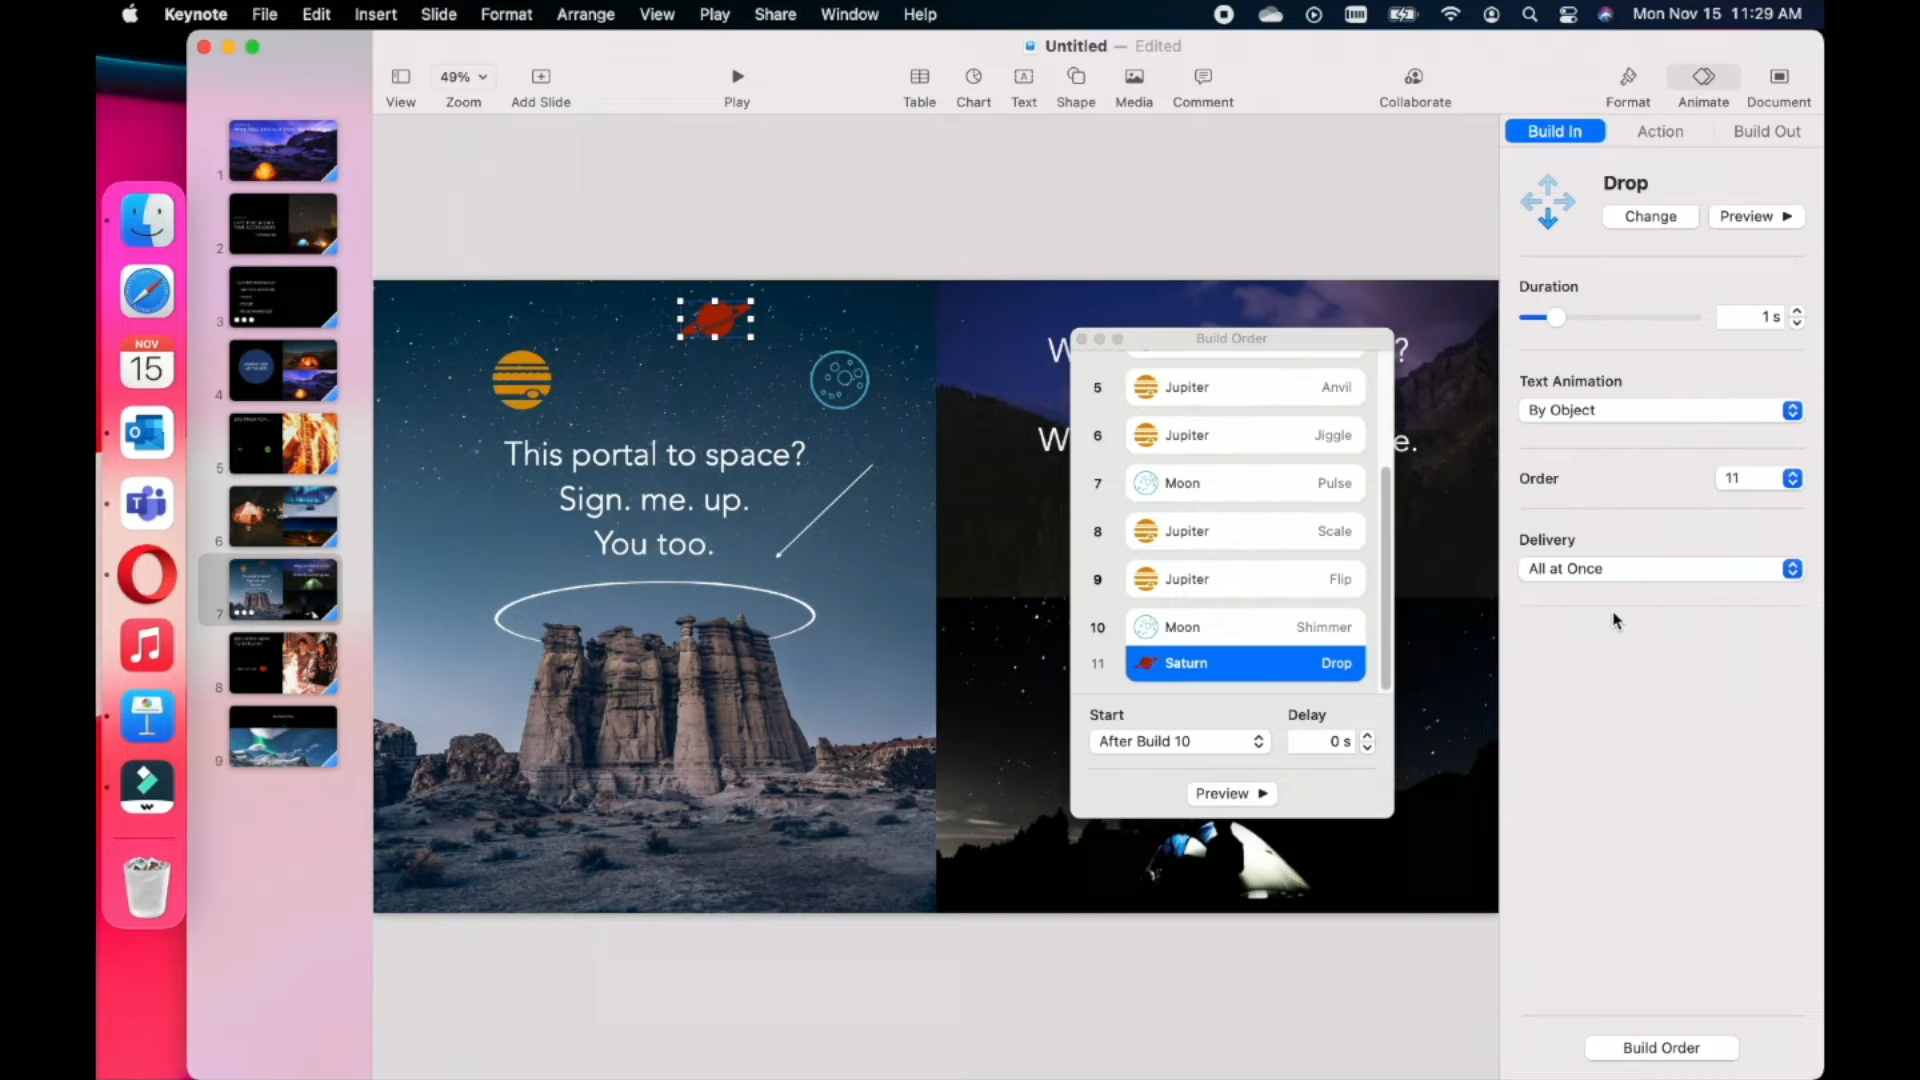 Keynote File Edit Insert Slide Format Arrange View Play Share Window Help
Mon Nov 15 11:29 AM
Untitled — Edited
49%
View Zoom Add Slide Play Table Chart Text Shape Media Comment Collaborate Format Animate Document
Build In Action Build Out
Drop
Change Preview
Duration
1 s
Text Animation
By Object
Order 11
Delivery
All at Once
Build Order
NOV
15
1
2
3
4
5
6
7
8
9
This portal to space?
Sign. me. up.
You too.
W ?
W e.
Build Order
5 Jupiter Anvil
6 Jupiter Jiggle
7 Moon Pulse
8 Jupiter Scale
9 Jupiter Flip
10 Moon Shimmer
11 Saturn Drop
Start Delay
After Build 10 0 s
Preview